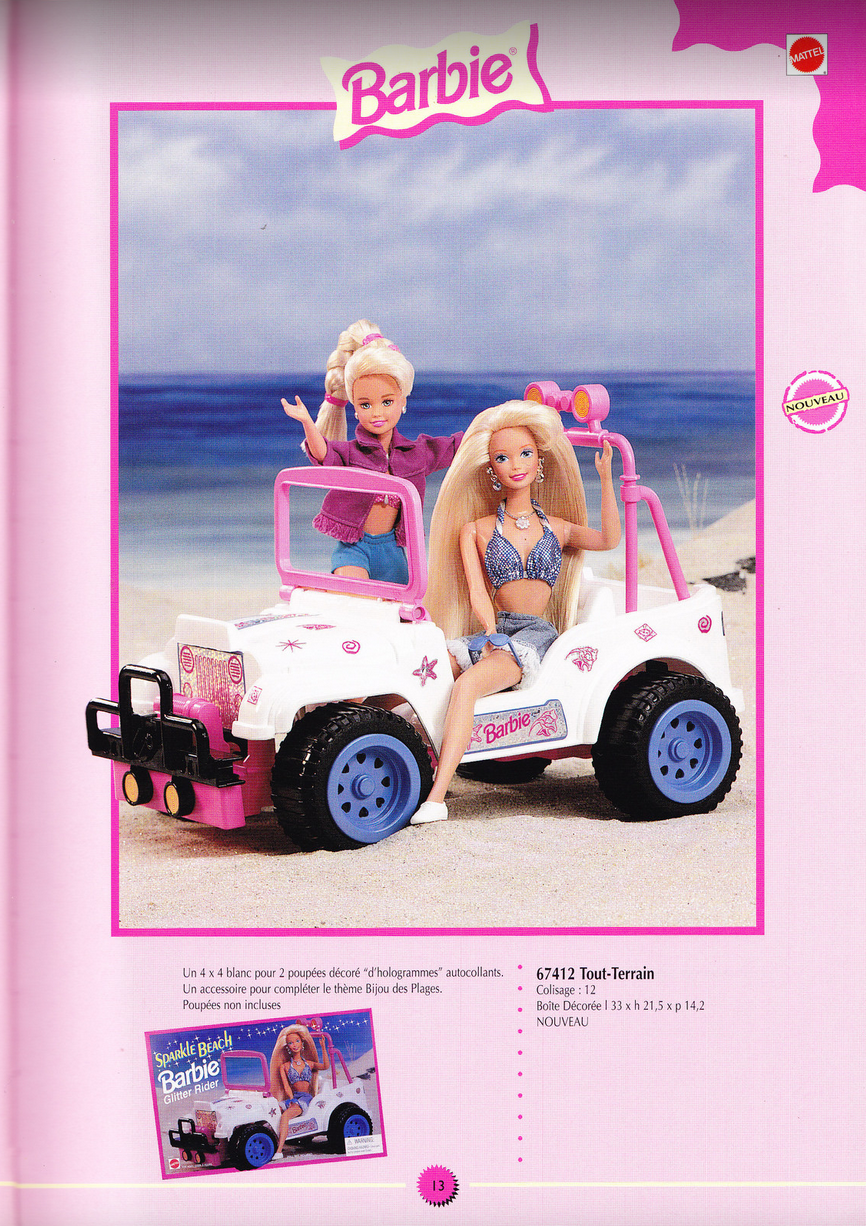 Barbie®
MATTEL
NOUVEAU
Barbie
Un 4 x 4 blanc pour 2 poupées décoré “d’hologrammes” autocollants.
Un accessoire pour compléter le thème Bijou des Plages.
Poupées non incluses
67412 Tout-Terrain
Colisage : 12
Boîte Décorée l 33 x h 21,5 x p 14,2
NOUVEAU
SPARKLE BEACH
Barbie
Glitter Rider
Barbie
WARNING:
13